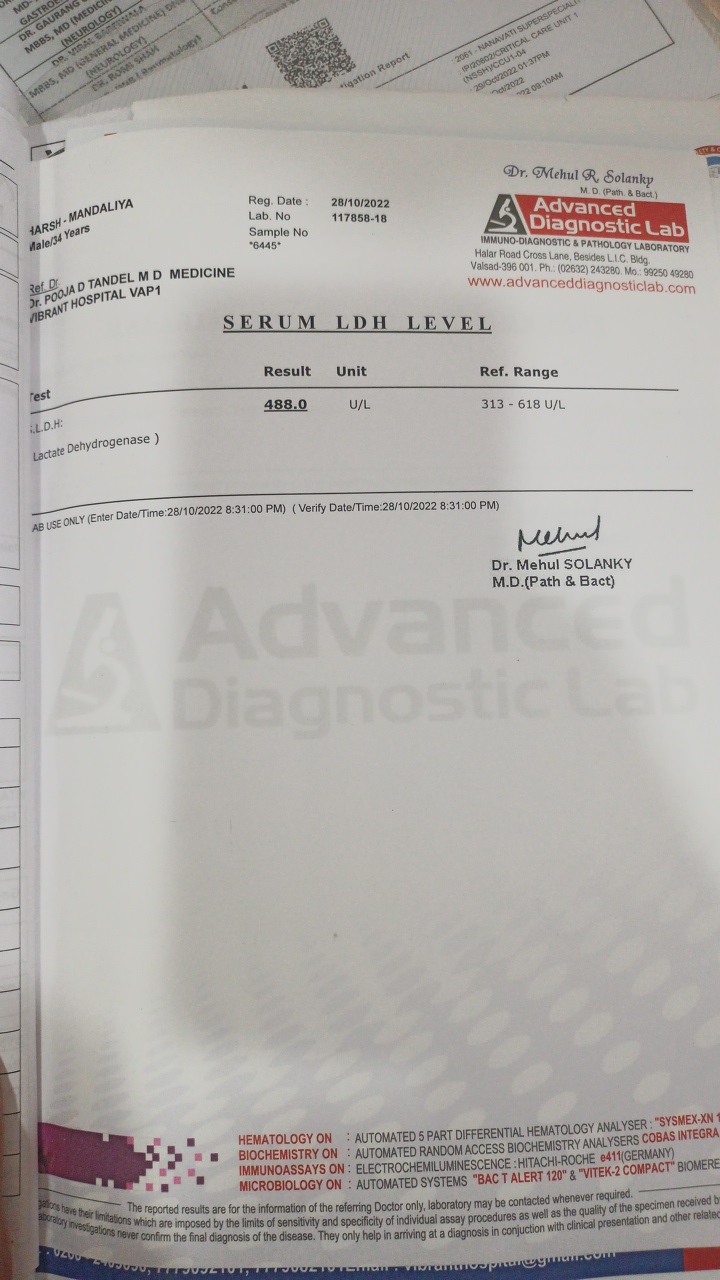 GASTRO
DR. GAURANG
MBBS, MD (MEDICIN
(NEUROLOGY)
MBBS, MD (GENERAL MEDICINE)
(NEUROLOGY)
tigation Report
2061 - NANAVATI SUPERSPECIALI
(IP/20602/CRITICAL CARE UNIT 1
(NSSH)/CCU1-04
29/Oct/2022 01:37PM
Oct/2022
022 09:10AM
Dr. Mehul R. Solanky
M. D. (Path. & Bact.)
Advanced
Diagnostic Lab
IMMUNO-DIAGNOSTIC & PATHOLOGY LABORATORY
Halar Road Cross Lane, Besides L.I.C. Bldg.
Valsad-396 001. Ph.: (02632) 243280. Mo.: 99250 49280
www.advanceddiagnosticlab.com
HARSH - MANDALIYA
Male/34 Years
Reg. Date : 28/10/2022
Lab. No 117858-18
Sample No
*6445*
Ref. Dr.
Dr. POOJA D TANDEL M D MEDICINE
VIBRANT HOSPITAL VAP1
SERUM LDH LEVEL
Test Result Unit Ref. Range
S.L.D.H: 488.0 U/L 313 - 618 U/L
Lactate Dehydrogenase )
AB USE ONLY (Enter Date/Time:28/10/2022 8:31:00 PM) ( Verify Date/Time:28/10/2022 8:31:00 PM)
Mehul
Dr. Mehul SOLANKY
M.D.(Path & Bact)
Advanced
Diagnostic Lab
HEMATOLOGY ON : AUTOMATED 5 PART DIFFERENTIAL HEMATOLOGY ANALYSER : "SYSMEX-XN 1
BIOCHEMISTRY ON : AUTOMATED RANDOM ACCESS BIOCHEMISTRY ANALYSERS COBAS INTEGRA
IMMUNOASSAYS ON : ELECTROCHEMILUMINESCENCE : HITACHI-ROCHE e411(GERMANY)
MICROBIOLOGY ON : AUTOMATED SYSTEMS "BAC T ALERT 120" & "VITEK-2 COMPACT" BIOMERE
The reported results are for the information of the referring Doctor only, laboratory may be contacted whenever required.
gations have their limitations which are imposed by the limits of sensitivity and specificity of individual assay procedures as well as the quality of the specimen received b
aboratory investigations never confirm the final diagnosis of the disease. They only help in arriving at a diagnosis in conjuction with clinical presentation and other relate